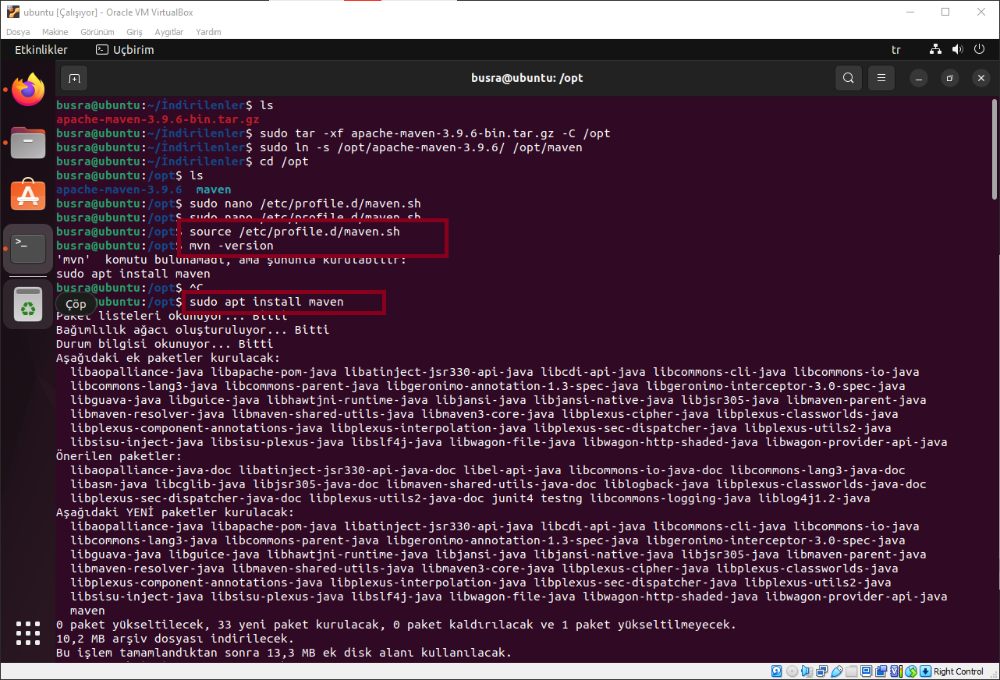 ubuntu [Çalışıyor] - Oracle VM VirtualBox
Dosya Makine Görünüm Giriş Aygıtlar Yardım
Etkinlikler Uçbirim tr
busra@ubuntu: /opt
busra@ubuntu:~/İndirilenler$ ls
apache-maven-3.9.6-bin.tar.gz
busra@ubuntu:~/İndirilenler$ sudo tar -xf apache-maven-3.9.6-bin.tar.gz -C /opt
busra@ubuntu:~/İndirilenler$ sudo ln -s /opt/apache-maven-3.9.6/ /opt/maven
busra@ubuntu:~/İndirilenler$ cd /opt
busra@ubuntu:/opt$ ls
apache-maven-3.9.6 maven
busra@ubuntu:/opt$ sudo nano /etc/profile.d/maven.sh
busra@ubuntu:/opt$ sudo nano /etc/profile.d/maven.sh
busra@ubuntu:/opt$ source /etc/profile.d/maven.sh
busra@ubuntu:/opt$ mvn -version
'mvn' komutu bulunamadı, ama şununla kurulabilir:
sudo apt install maven
busra@ubuntu:/opt$ ^C
Çöp
ubuntu:/opt$ sudo apt install maven
Paket listeleri okunuyor... Bitti
Bağımlılık ağacı oluşturuluyor... Bitti
Durum bilgisi okunuyor... Bitti
Aşağıdaki ek paketler kurulacak:
libaopalliance-java libapache-pom-java libatinject-jsr330-api-java libcdi-api-java libcommons-cli-java libcommons-io-java
libcommons-lang3-java libcommons-parent-java libgeronimo-annotation-1.3-spec-java libgeronimo-interceptor-3.0-spec-java
libguava-java libguice-java libhawtjni-runtime-java libjansi-java libjansi-native-java libjsr305-java libmaven-parent-java
libmaven-resolver-java libmaven-shared-utils-java libmaven3-core-java libplexus-cipher-java libplexus-classworlds-java
libplexus-component-annotations-java libplexus-interpolation-java libplexus-sec-dispatcher-java libplexus-utils2-java
libsisu-inject-java libsisu-plexus-java libslf4j-java libwagon-file-java libwagon-http-shaded-java libwagon-provider-api-java
Önerilen paketler:
libaopalliance-java-doc libatinject-jsr330-api-java-doc libel-api-java libcommons-io-java-doc libcommons-lang3-java-doc
libasm-java libcglib-java libjsr305-java-doc libmaven-shared-utils-java-doc liblogback-java libplexus-classworlds-java-doc
libplexus-sec-dispatcher-java-doc libplexus-utils2-java-doc junit4 testng libcommons-logging-java liblog4j1.2-java
Aşağıdaki YENİ paketler kurulacak:
libaopalliance-java libapache-pom-java libatinject-jsr330-api-java libcdi-api-java libcommons-cli-java libcommons-io-java
libcommons-lang3-java libcommons-parent-java libgeronimo-annotation-1.3-spec-java libgeronimo-interceptor-3.0-spec-java
libguava-java libguice-java libhawtjni-runtime-java libjansi-java libjansi-native-java libjsr305-java libmaven-parent-java
libmaven-resolver-java libmaven-shared-utils-java libmaven3-core-java libplexus-cipher-java libplexus-classworlds-java
libplexus-component-annotations-java libplexus-interpolation-java libplexus-sec-dispatcher-java libplexus-utils2-java
libsisu-inject-java libsisu-plexus-java libslf4j-java libwagon-file-java libwagon-http-shaded-java libwagon-provider-api-java
maven
0 paket yükseltilecek, 33 yeni paket kurulacak, 0 paket kaldırılacak ve 1 paket yükseltilmeyecek.
10,2 MB arşiv dosyası indirilecek.
Bu işlem tamamlandıktan sonra 13,3 MB ek disk alanı kullanılacak.
Right Control